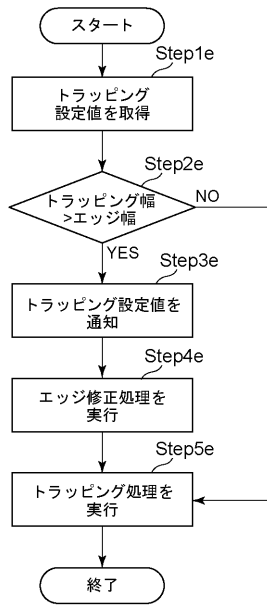 スタート
Step1e
トラッピング
設定値を取得
Step2e
トラッピング幅
>エッジ幅
NO
YES
Step3e
トラッピング設定値を
通知
Step4e
エッジ修正処理を
実行
Step5e
トラッピング処理を
実行
終了